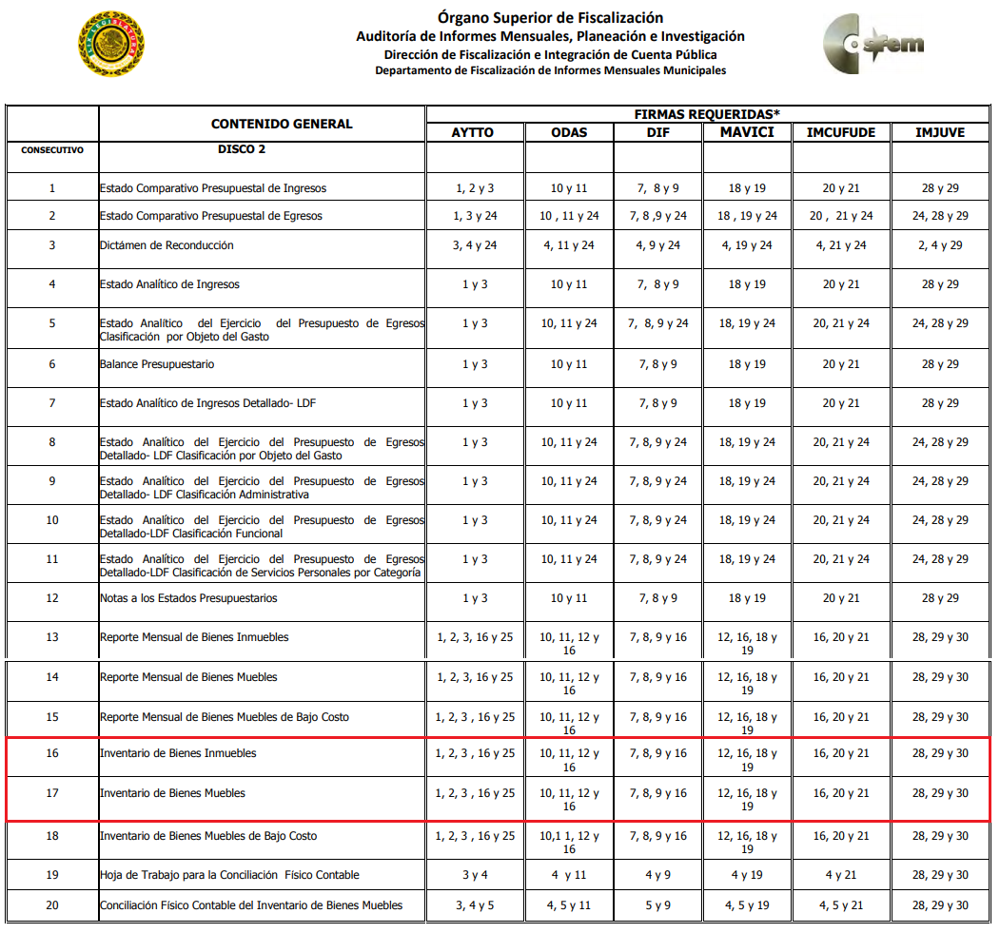 Órgano Superior de Fiscalización
Auditoría de Informes Mensuales, Planeación e Investigación
Dirección de Fiscalización e Integración de Cuenta Pública
Departamento de Fiscalización de Informes Mensuales Municipales
osfem
CONTENIDO GENERAL FIRMAS REQUERIDAS*
AYTTO ODAS DIF MAVICI IMCUFUDE IMJUVE
CONSECUTIVO DISCO 2
1 Estado Comparativo Presupuestal de Ingresos 1, 2 y 3 10 y 11 7, 8 y 9 18 y 19 20 y 21 28 y 29
2 Estado Comparativo Presupuestal de Egresos 1, 3 y 24 10 , 11 y 24 7, 8 ,9 y 24 18 , 19 y 24 20 , 21 y 24 24, 28 y 29
3 Dictámen de Reconducción 3, 4 y 24 4, 11 y 24 4, 9 y 24 4, 19 y 24 4, 21 y 24 2, 4 y 29
4 Estado Analítico de Ingresos 1 y 3 10 y 11 7, 8 y 9 18 y 19 20 y 21 28 y 29
5 Estado Analítico del Ejercicio del Presupuesto de Egresos 1 y 3 10, 11 y 24 7, 8, 9 y 24 18, 19 y 24 20, 21 y 24 24, 28 y 29
Clasificación por Objeto del Gasto
6 Balance Presupuestario 1 y 3 10 y 11 7, 8 y 9 18 y 19 20 y 21 28 y 29
7 Estado Analítico de Ingresos Detallado- LDF 1 y 3 10 y 11 7, 8 y 9 18 y 19 20 y 21 28 y 29
8 Estado Analítico del Ejercicio del Presupuesto de Egresos 1 y 3 10, 11 y 24 7, 8, 9 y 24 18, 19 y 24 20, 21 y 24 24, 28 y 29
Detallado- LDF Clasificación por Objeto del Gasto
9 Estado Analítico del Ejercicio del Presupuesto de Egresos 1 y 3 10, 11 y 24 7, 8, 9 y 24 18, 19 y 24 20, 21 y 24 24, 28 y 29
Detallado- LDF Clasificación Administrativa
10 Estado Analítico del Ejercicio del Presupuesto de Egresos 1 y 3 10, 11 y 24 7, 8, 9 y 24 18, 19 y 24 20, 21 y 24 24, 28 y 29
Detallado-LDF Clasificación Funcional
11 Estado Analítico del Ejercicio del Presupuesto de Egresos 1 y 3 10, 11 y 24 7, 8, 9 y 24 18, 19 y 24 20, 21 y 24 24, 28 y 29
Detallado-LDF Clasificación de Servicios Personales por Categoría
12 Notas a los Estados Presupuestarios 1 y 3 10 y 11 7, 8 y 9 18 y 19 20 y 21 28 y 29
13 Reporte Mensual de Bienes Inmuebles 1, 2, 3, 16 y 25 10, 11, 12 y 7, 8, 9 y 16 12, 16, 18 y 16, 20 y 21 28, 29 y 30
16 19
14 Reporte Mensual de Bienes Muebles 1, 2, 3, 16 y 25 10, 11, 12 y 7, 8, 9 y 16 12, 16, 18 y 16, 20 y 21 28, 29 y 30
16 19
15 Reporte Mensual de Bienes Muebles de Bajo Costo 1, 2, 3 , 16 y 25 10, 11, 12 y 7, 8, 9 y 16 12, 16, 18 y 16, 20 y 21 28, 29 y 30
16 19
16 Inventario de Bienes Inmuebles 1, 2, 3 , 16 y 25 10, 11, 12 y 7, 8, 9 y 16 12, 16, 18 y 16, 20 y 21 28, 29 y 30
16 19
17 Inventario de Bienes Muebles 1, 2, 3 , 16 y 25 10, 11, 12 y 7, 8, 9 y 16 12, 16, 18 y 16, 20 y 21 28, 29 y 30
16 19
18 Inventario de Bienes Muebles de Bajo Costo 1, 2, 3 , 16 y 25 10,1 1, 12 y 7, 8, 9 y 16 12, 16, 18 y 16, 20 y 21 28, 29 y 30
16 19
19 Hoja de Trabajo para la Conciliación Físico Contable 3 y 4 4 y 11 4 y 9 4 y 19 4 y 21 28, 29 y 30
20 Conciliación Físico Contable del Inventario de Bienes Muebles 3, 4 y 5 4, 5 y 11 5 y 9 4, 5 y 19 4, 5 y 21 28, 29 y 30